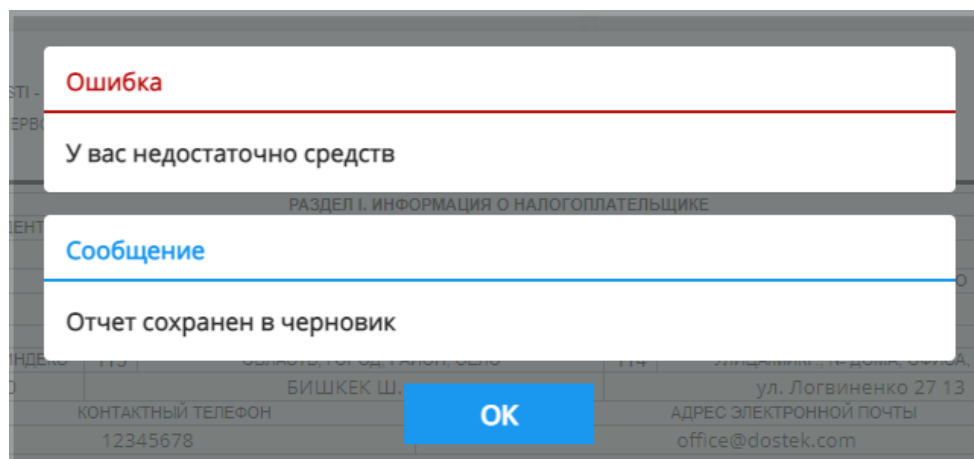 STI -
Ошибка
У вас недостаточно средств
РАЗДЕЛ I. ИНФОРМАЦИЯ О НАЛОГОПЛАТЕЛЬЩИКЕ
Сообщение
Отчет сохранен в черновик
БИШКЕК Ш. ул. Логвиненко 27 13
КОНТАКТНЫЙ ТЕЛЕФОН OK АДРЕС ЭЛЕКТРОННОЙ ПОЧТЫ
12345678 office@dostek.com